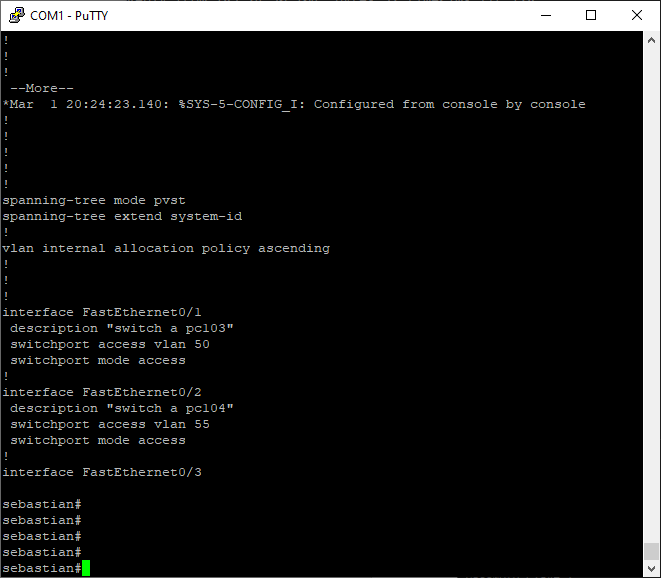 COM1 - PuTTY
!
!
!
 --More--
*Mar  1 20:24:23.140: %SYS-5-CONFIG_I: Configured from console by console
!
!
!
!
!
spanning-tree mode pvst
spanning-tree extend system-id
!
vlan internal allocation policy ascending
!
!
!
interface FastEthernet0/1
 description "switch a pc103"
 switchport access vlan 50
 switchport mode access
!
interface FastEthernet0/2
 description "switch a pc104"
 switchport access vlan 55
 switchport mode access
!
interface FastEthernet0/3

sebastian#
sebastian#
sebastian#
sebastian#
sebastian#